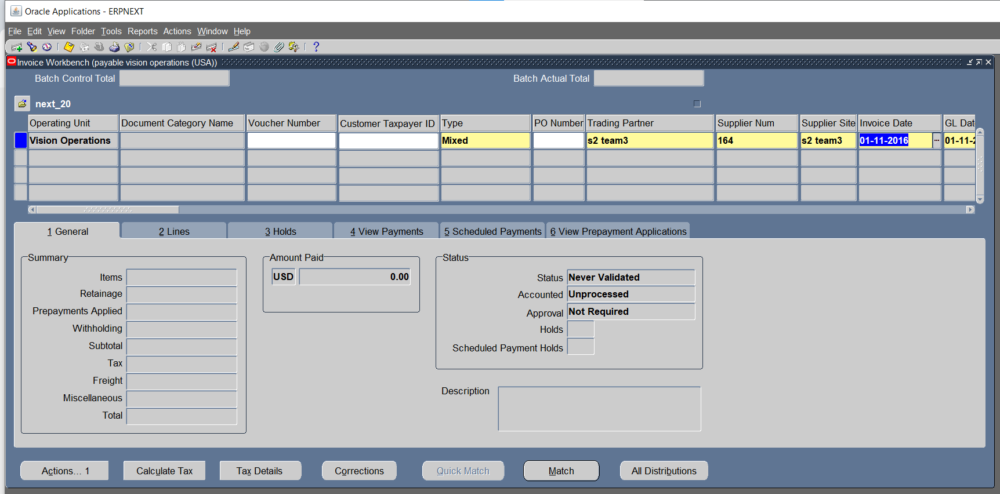 Oracle Applications - ERPNEXT
File Edit View Folder Tools Reports Actions Window Help
Invoice Workbench (payable vision operations (USA))
Batch Control Total Batch Actual Total
next_20
Operating Unit Document Category Name Voucher Number Customer Taxpayer ID Type PO Number Trading Partner Supplier Num Supplier Site Invoice Date GL Dat
Vision Operations Mixed s2 team3 164 s2 team3 01-11-2016 ... 01-11-2
1 General 2 Lines 3 Holds 4 View Payments 5 Scheduled Payments 6 View Prepayment Applications
Summary
Items
Retainage
Prepayments Applied
Withholding
Subtotal
Tax
Freight
Miscellaneous
Total
Amount Paid
USD 0.00
Status
Status Never Validated
Accounted Unprocessed
Approval Not Required
Holds
Scheduled Payment Holds
Description
Actions... 1 Calculate Tax Tax Details Corrections Quick Match Match All Distributions